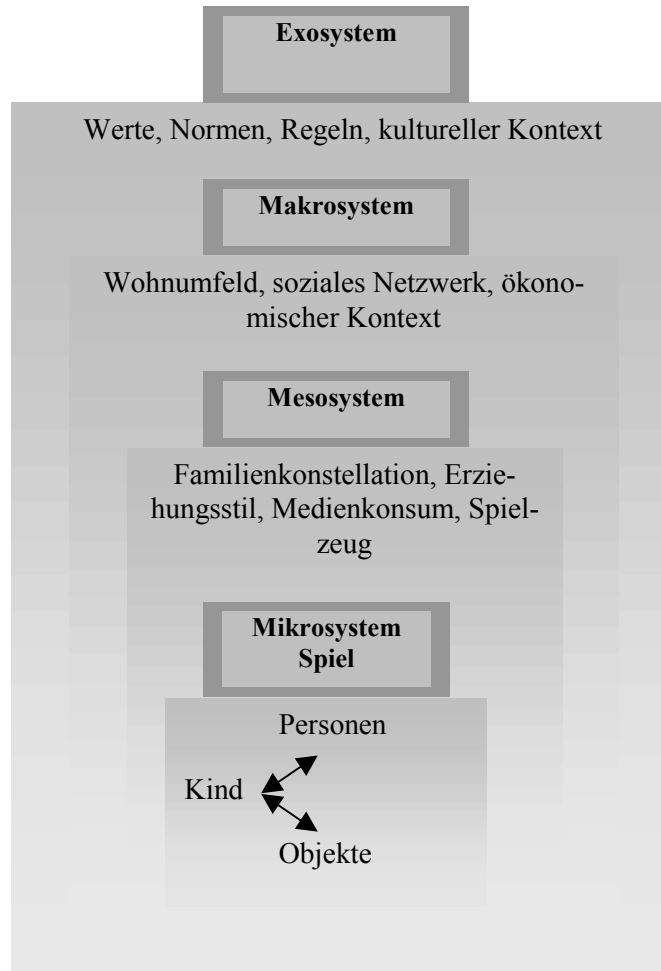 Exosystem
Werte, Normen, Regeln, kultureller Kontext
Makrosystem
Wohnumfeld, soziales Netzwerk, ökono-
mischer Kontext
Mesosystem
Familienkonstellation, Erzie-
hungsstil, Medienkonsum, Spiel-
zeug
Mikrosystem
Spiel
Personen
Kind
Objekte